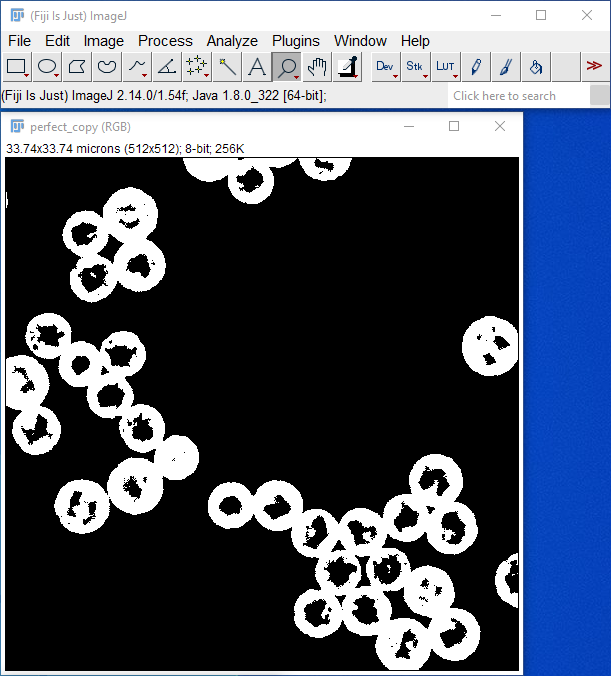 (Fiji Is Just) ImageJ
File Edit Image Process Analyze Plugins Window Help
A Dev Stk LUT >>
(Fiji Is Just) ImageJ 2.14.0/1.54f; Java 1.8.0_322 [64-bit]; Click here to search
perfect_copy (RGB)
33.74x33.74 microns (512x512); 8-bit; 256K